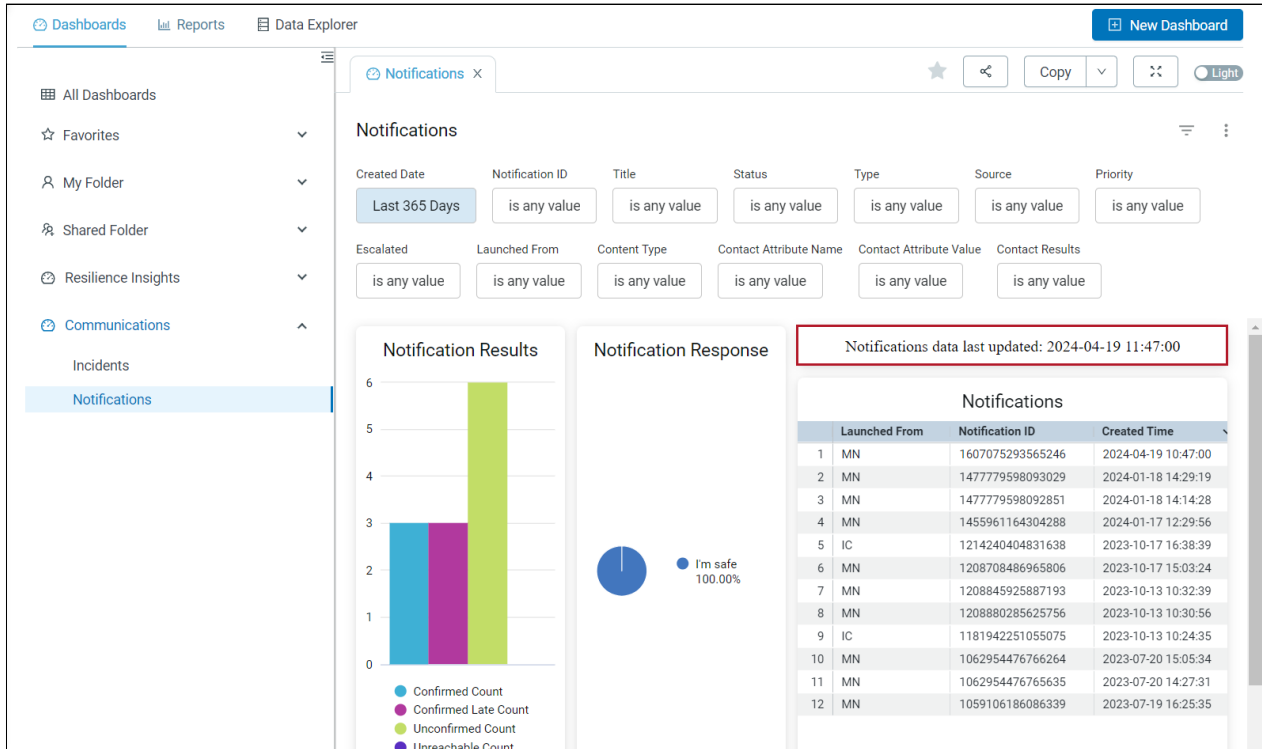 Dashboards Reports Data Explorer New Dashboard
Notifications X Copy Light
All Dashboards
Favorites
My Folder
Shared Folder
Resilience Insights
Communications
Incidents
Notifications
Notifications
Created Date Notification ID Title Status Type Source Priority
Last 365 Days is any value is any value is any value is any value is any value is any value
Escalated Launched From Content Type Contact Attribute Name Contact Attribute Value Contact Results
is any value is any value is any value is any value is any value is any value
Notification Results
6
5
4
3
2
1
0
Confirmed Count
Confirmed Late Count
Unconfirmed Count
Unreachable Count
Notification Response
I'm safe
100.00%
Notifications data last updated: 2024-04-19 11:47:00
Notifications
Launched From Notification ID Created Time
1 MN 1607075293565246 2024-04-19 10:47:00
2 MN 1477779598093029 2024-01-18 14:29:19
3 MN 1477779598092851 2024-01-18 14:14:28
4 MN 1455961164304288 2024-01-17 12:29:56
5 IC 1214240404831638 2023-10-17 16:38:39
6 MN 1208708486965806 2023-10-17 15:03:24
7 MN 1208845925887193 2023-10-13 10:32:39
8 MN 1208880285625756 2023-10-13 10:30:56
9 IC 1181942251055075 2023-10-13 10:24:35
10 MN 1062954476766264 2023-07-20 15:05:34
11 MN 1062954476765635 2023-07-20 14:27:31
12 MN 1059106186086339 2023-07-19 16:25:35